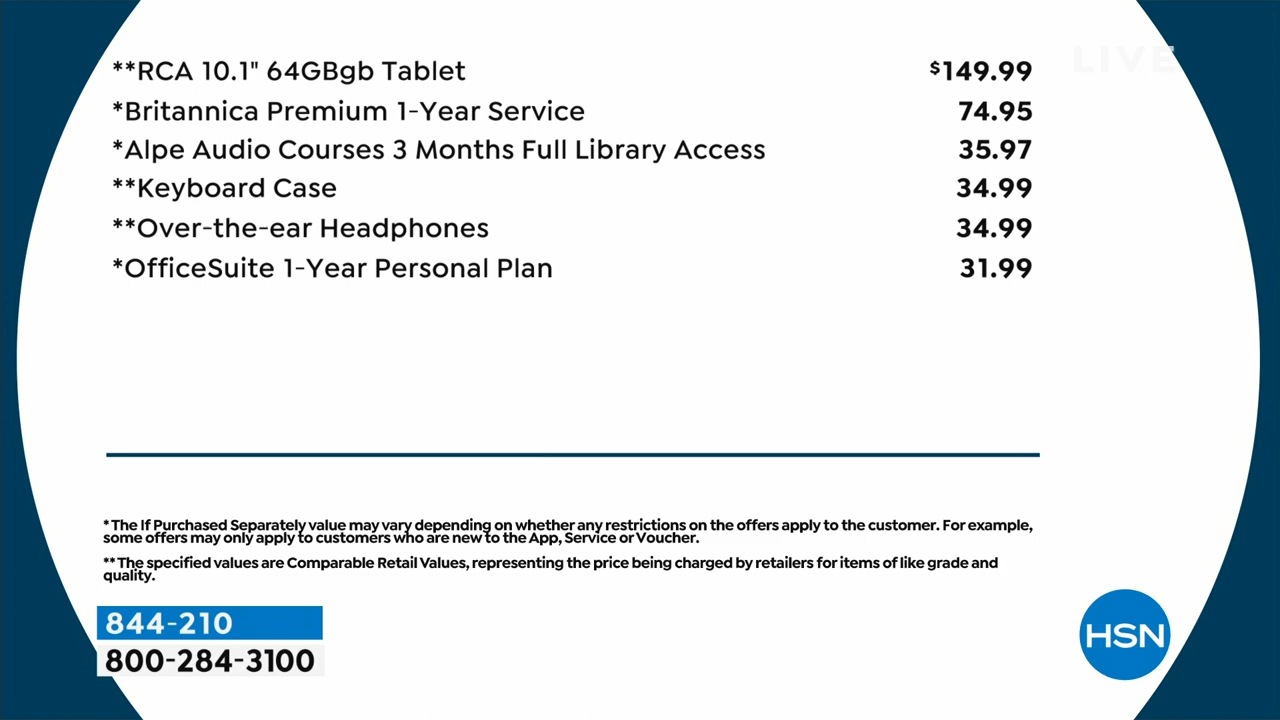 LIVE
**RCA 10.1" 64GBgb Tablet $149.99
*Britannica Premium 1-Year Service 74.95
*Alpe Audio Courses 3 Months Full Library Access 35.97
**Keyboard Case 34.99
**Over-the-ear Headphones 34.99
*OfficeSuite 1-Year Personal Plan 31.99
* The If Purchased Separately value may vary depending on whether any restrictions on the offers apply to the customer. For example,
some offers may only apply to customers who are new to the App, Service or Voucher.
** The specified values are Comparable Retail Values, representing the price being charged by retailers for items of like grade and
quality.
844-210
800-284-3100
HSN